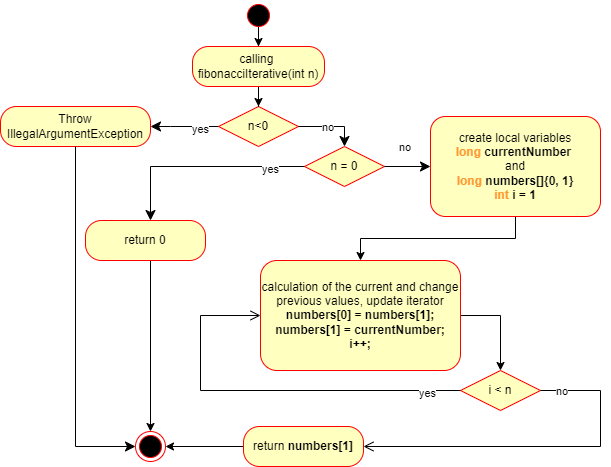 calling
fibonacciIterative(int n)
Throw
IllegalArgumentException
yes
n<0
no
n = 0
yes
no
create local variables
long currentNumber
and
long numbers[]{0, 1}
int i = 1
return 0
calculation of the current and change
previous values, update iterator
numbers[0] = numbers[1];
numbers[1] = currentNumber;
i++;
yes
i < n
no
return numbers[1]